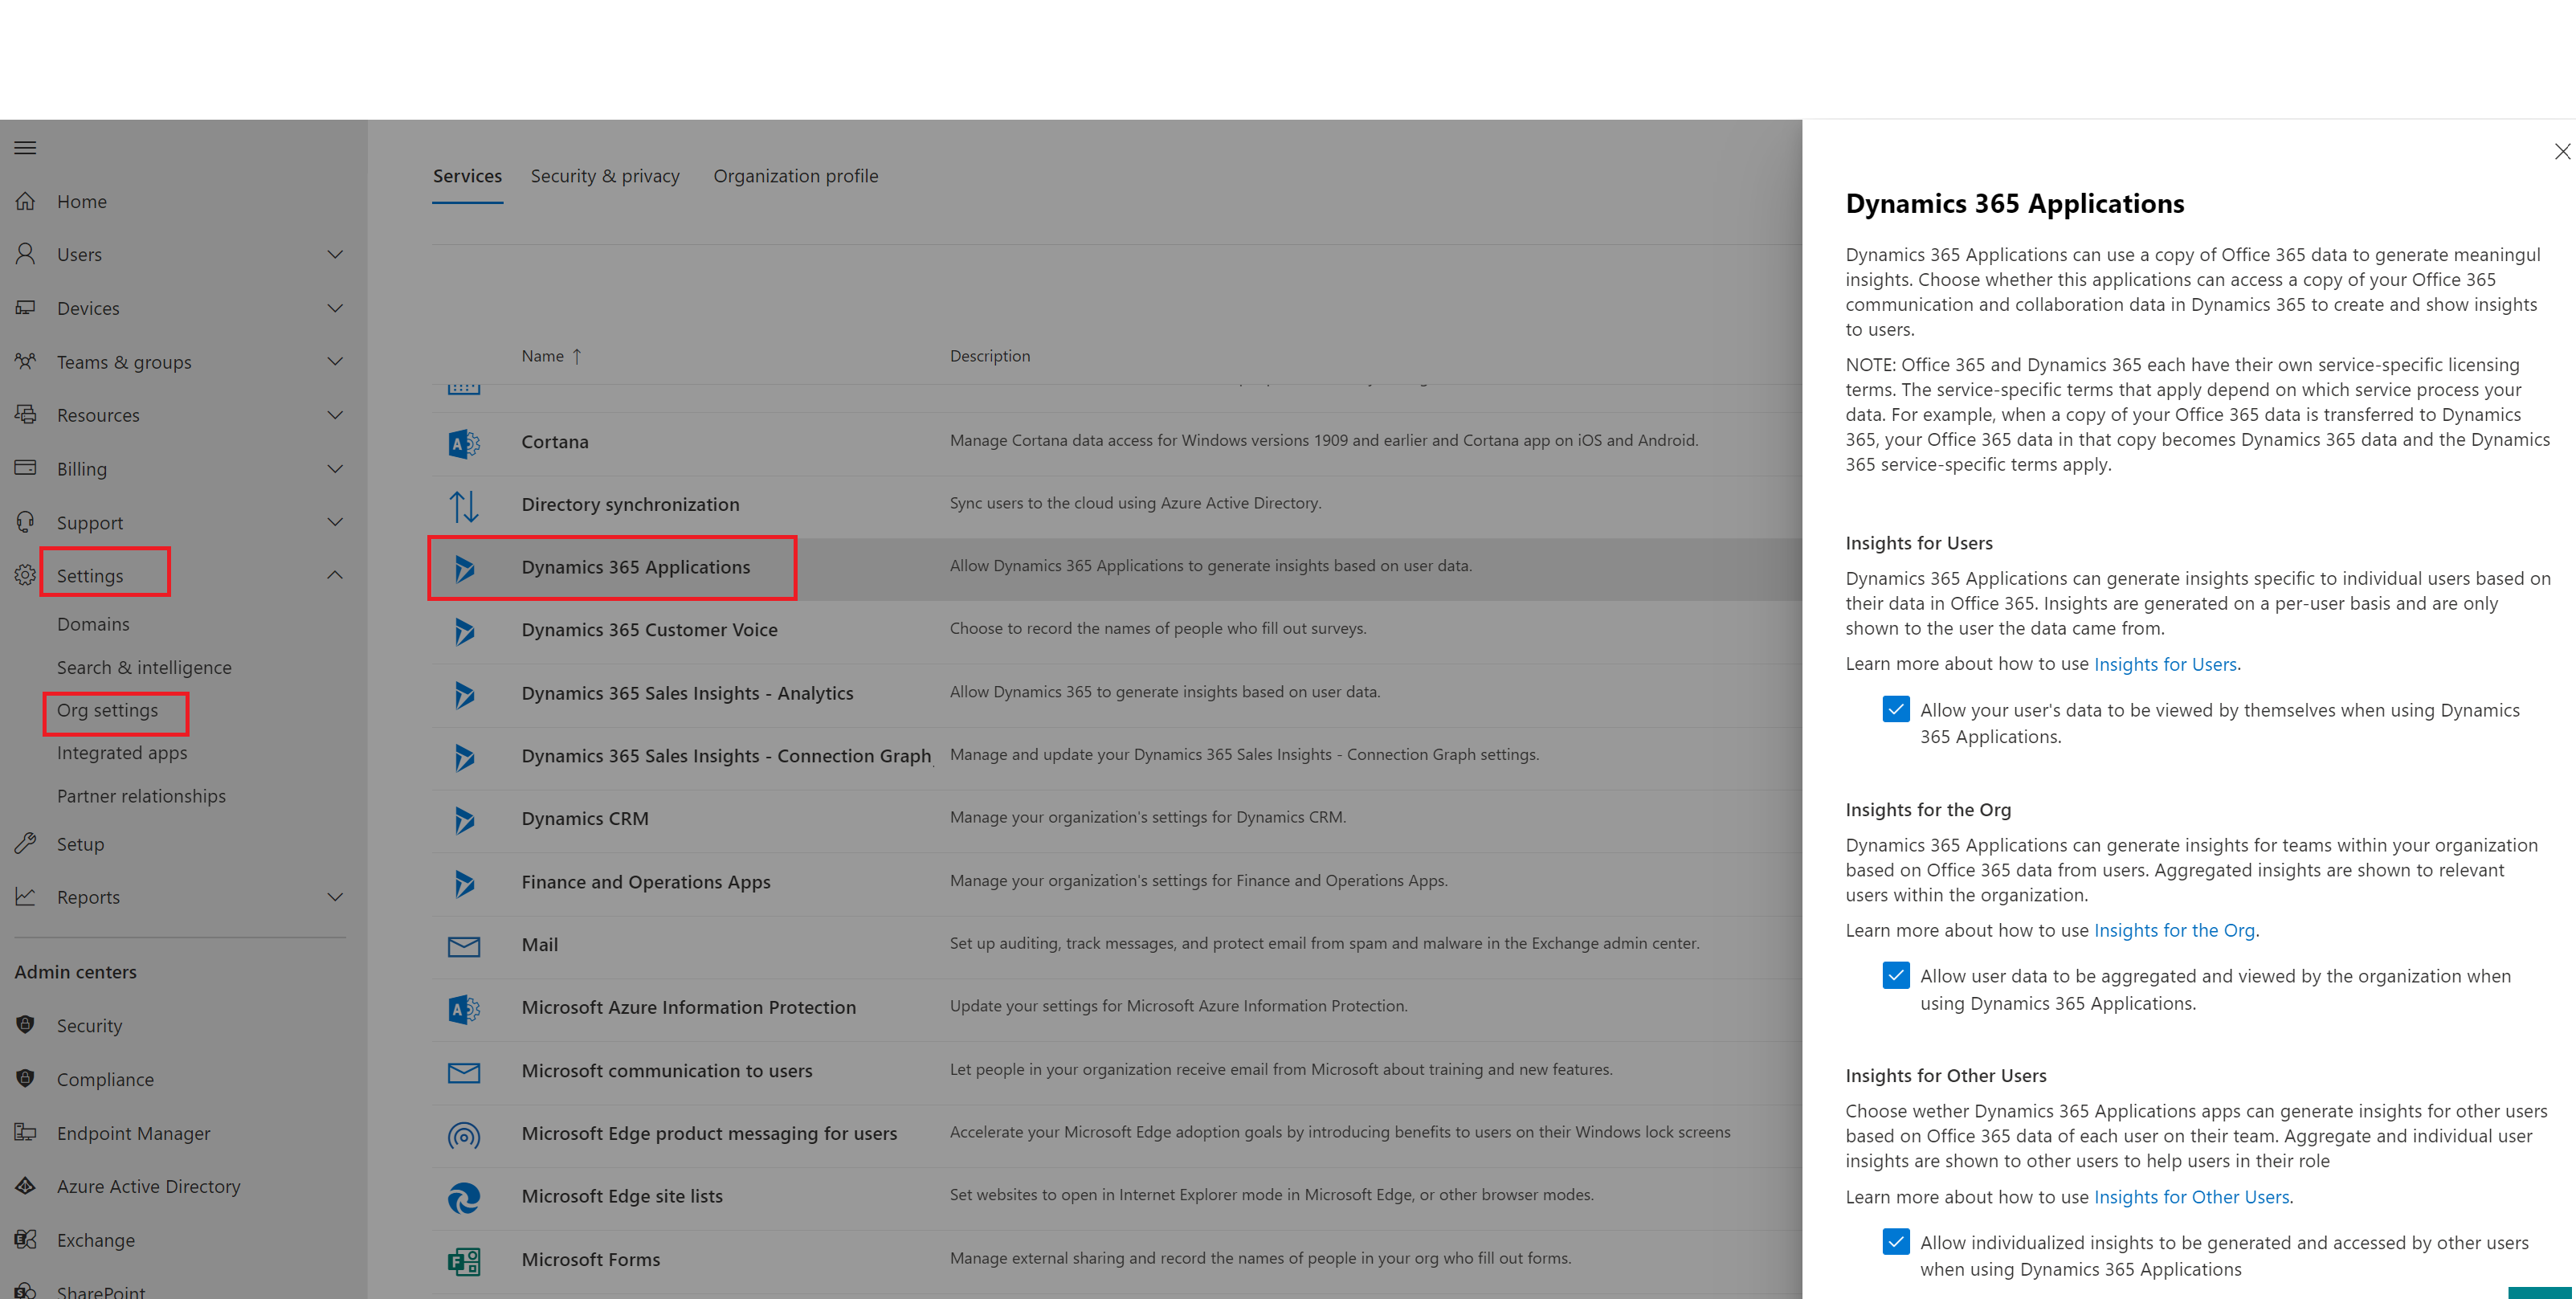 Home
Users
Devices
Teams & groups
Resources
Billing
Support
Settings
Domains
Search & intelligence
Org settings
Integrated apps
Partner relationships
Setup
Reports
Admin centers
Security
Compliance
Endpoint Manager
Azure Active Directory
Exchange
SharePoint
Services Security & privacy Organization profile
Name ↑ Description
Cortana Manage Cortana data access for Windows versions 1909 and earlier and Cortana app on iOS and Android.
Directory synchronization Sync users to the cloud using Azure Active Directory.
Dynamics 365 Applications Allow Dynamics 365 Applications to generate insights based on user data.
Dynamics 365 Customer Voice Choose to record the names of people who fill out surveys.
Dynamics 365 Sales Insights - Analytics Allow Dynamics 365 to generate insights based on user data.
Dynamics 365 Sales Insights - Connection Graph Manage and update your Dynamics 365 Sales Insights - Connection Graph settings.
Dynamics CRM Manage your organization's settings for Dynamics CRM.
Finance and Operations Apps Manage your organization's settings for Finance and Operations Apps.
Mail Set up auditing, track messages, and protect email from spam and malware in the Exchange admin center.
Microsoft Azure Information Protection Update your settings for Microsoft Azure Information Protection.
Microsoft communication to users Let people in your organization receive email from Microsoft about training and new features.
Microsoft Edge product messaging for users Accelerate your Microsoft Edge adoption goals by introducing benefits to users on their Windows lock screens
Microsoft Edge site lists Set websites to open in Internet Explorer mode in Microsoft Edge, or other browser modes.
Microsoft Forms Manage external sharing and record the names of people in your org who fill out forms.
Dynamics 365 Applications
Dynamics 365 Applications can use a copy of Office 365 data to generate meaningul
insights. Choose whether this applications can access a copy of your Office 365
communication and collaboration data in Dynamics 365 to create and show insights
to users.
NOTE: Office 365 and Dynamics 365 each have their own service-specific licensing
terms. The service-specific terms that apply depend on which service process your
data. For example, when a copy of your Office 365 data is transferred to Dynamics
365, your Office 365 data in that copy becomes Dynamics 365 data and the Dynamics
365 service-specific terms apply.
Insights for Users
Dynamics 365 Applications can generate insights specific to individual users based on
their data in Office 365. Insights are generated on a per-user basis and are only
shown to the user the data came from.
Learn more about how to use Insights for Users.
Allow your user's data to be viewed by themselves when using Dynamics
365 Applications.
Insights for the Org
Dynamics 365 Applications can generate insights for teams within your organization
based on Office 365 data from users. Aggregated insights are shown to relevant
users within the organization.
Learn more about how to use Insights for the Org.
Allow user data to be aggregated and viewed by the organization when
using Dynamics 365 Applications.
Insights for Other Users
Choose wether Dynamics 365 Applications apps can generate insights for other users
based on Office 365 data of each user on their team. Aggregate and individual user
insights are shown to other users to help users in their role
Learn more about how to use Insights for Other Users.
Allow individualized insights to be generated and accessed by other users
when using Dynamics 365 Applications